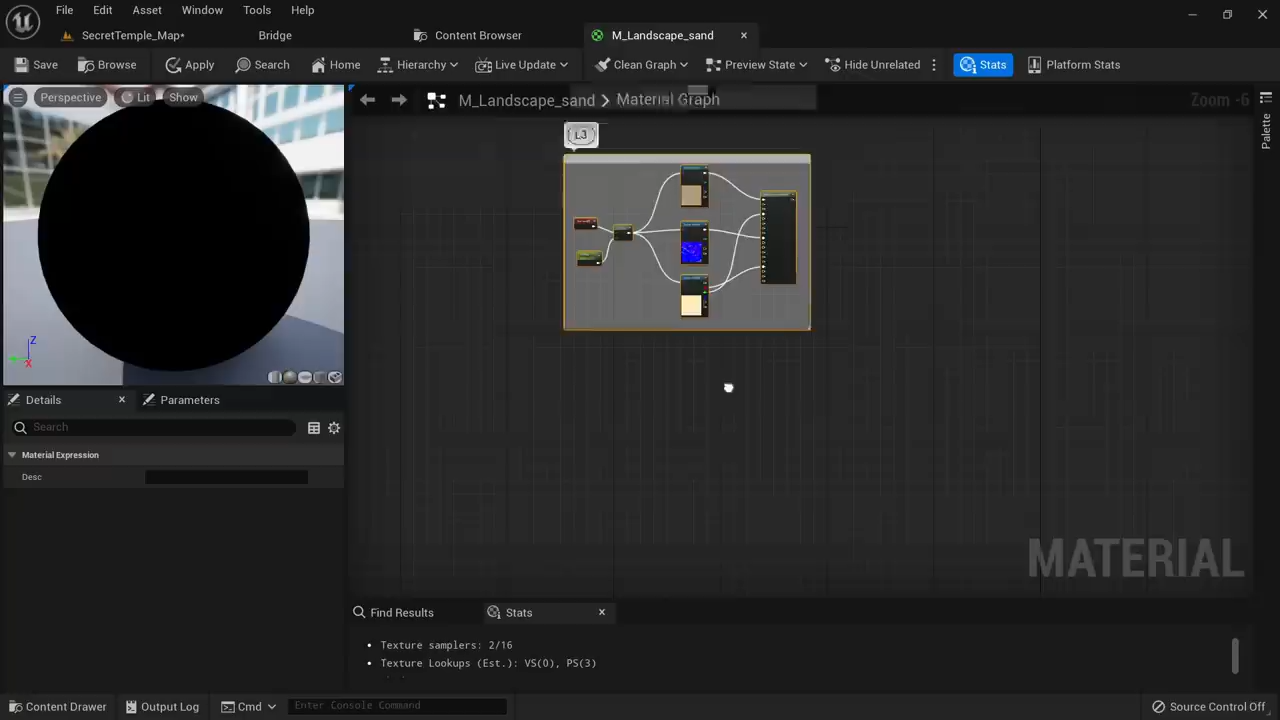 File Edit Asset Window Tools Help
SecretTemple_Map* Bridge Content Browser M_Landscape_sand
Save Browse Apply Search Home Hierarchy Live Update Clean Graph Preview State Hide Unrelated Stats Platform Stats
Perspective Lit Show
M_Landscape_sand > Material Graph
Zoom -6
Palette
L3
Z
X
Details Parameters
Search
Material Expression
Desc
MATERIAL
Find Results Stats
• Texture samplers: 2/16
• Texture Lookups (Est.): VS(0), PS(3)
Content Drawer Output Log Cmd Enter Console Command Source Control Off